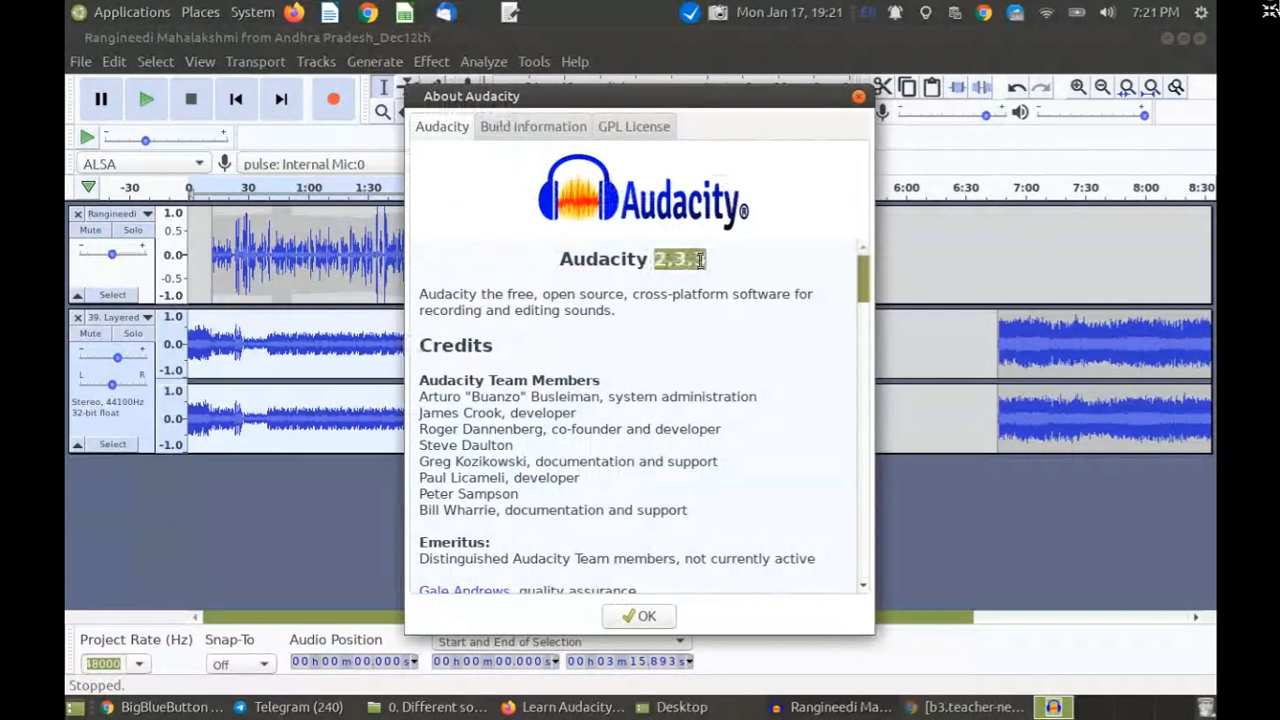 Applications Places System
Mon Jan 17, 19:21
7:21 PM
Rangineedi Mahalakshmi from Andhra Pradesh_Dec12th
File Edit Select View Transport Tracks Generate Effect Analyze Tools Help
About Audacity
Audacity Build Information GPL License
ALSA
pulse: Internal Mic:0
-30 0 30 1:00 1:30 6:00 6:30 7:00 7:30 8:00 8:30
Audacity®
Rangineedi
Mute Solo
1.0
0.5
0.0
-0.5
-1.0
Select
39. Layered
Mute Solo
L R
Stereo, 44100Hz
32-bit float
Select
1.0
0.0
-1.0
1.0
0.0
-1.0
Audacity 2.3.
Audacity the free, open source, cross-platform software for
recording and editing sounds.
Credits
Audacity Team Members
Arturo "Buanzo" Busleiman, system administration
James Crook, developer
Roger Dannenberg, co-founder and developer
Steve Daulton
Greg Kozikowski, documentation and support
Paul Licameli, developer
Peter Sampson
Bill Wharrie, documentation and support
Emeritus:
Distinguished Audacity Team members, not currently active
Gale Andrews, quality assurance
OK
Project Rate (Hz) Snap-To Audio Position Start and End of Selection
48000 Off 00 h 00 m 00.000 s 00 h 00 m 00.000 s 00 h 03 m 15.893 s
Stopped.
BigBlueButton ... Telegram (240) 0. Different so... Learn Audacity... Desktop Rangineedi Ma... [b3.teacher-ne...